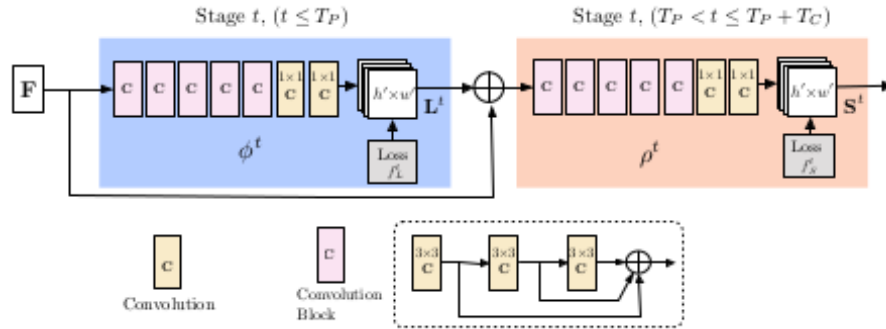 Stage t, (t ≤ T_P)
Stage t, (T_P < t ≤ T_P + T_C)
F
C C C C C 1×1 C 1×1 C
h′×w′
L^t
Loss f_L^t
ϕ^t
C C C C C 1×1 C 1×1 C
h′×w′
S^t
Loss f_S^t
ρ^t
C
Convolution
C
Convolution
Block
3×3 C 3×3 C 3×3 C